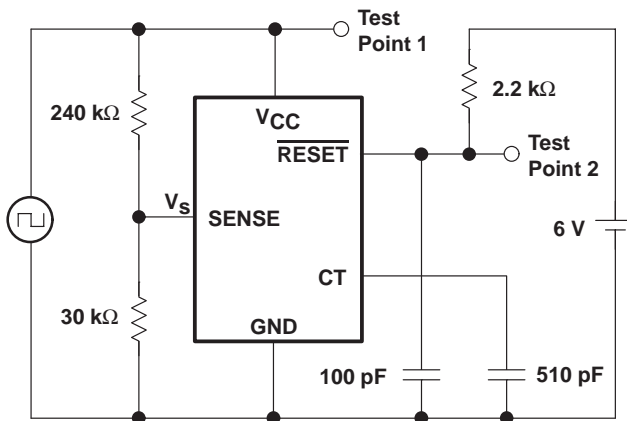 Test
Point 1
240 kΩ
2.2 kΩ
VCC
RESET
Test
Point 2
VS
SENSE
6 V
CT
30 kΩ
GND
100 pF
510 pF